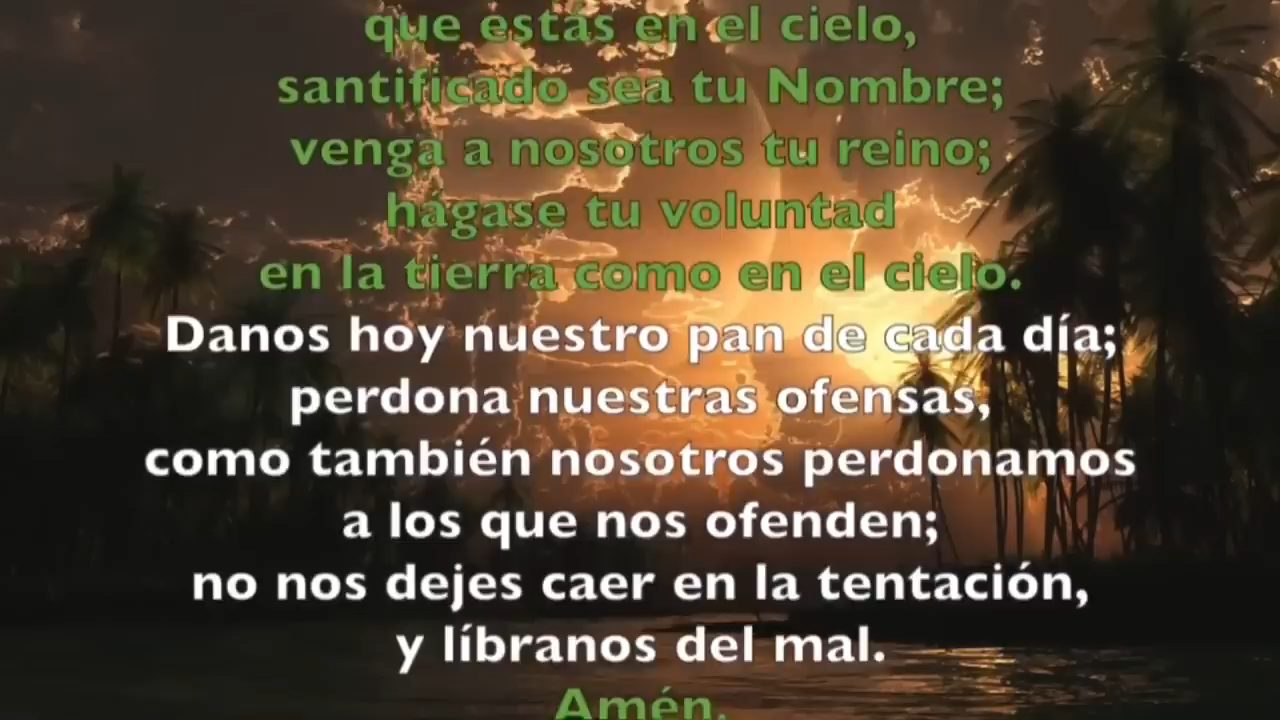 que estás en el cielo,
santificado sea tu Nombre;
venga a nosotros tu reino;
hágase tu voluntad
en la tierra como en el cielo.
Danos hoy nuestro pan de cada día;
perdona nuestras ofensas,
como también nosotros perdonamos
a los que nos ofenden;
no nos dejes caer en la tentación,
y líbranos del mal.
Amén.